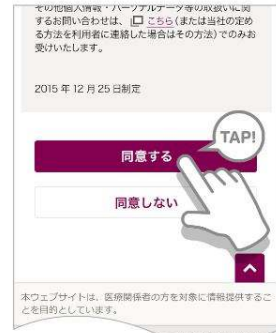 その他個人情報・パーソナルデータ等の取扱いに関
するお問い合わせは、こちら(または当社の定め
る方法を利用者に連絡した場合はその方法)でのみお
受けいたします。
2015年12月25日制定
TAP!
同意する
同意しない
本ウェブサイトは、医療関係者の方を対象に情報提供するこ
とを目的としています。